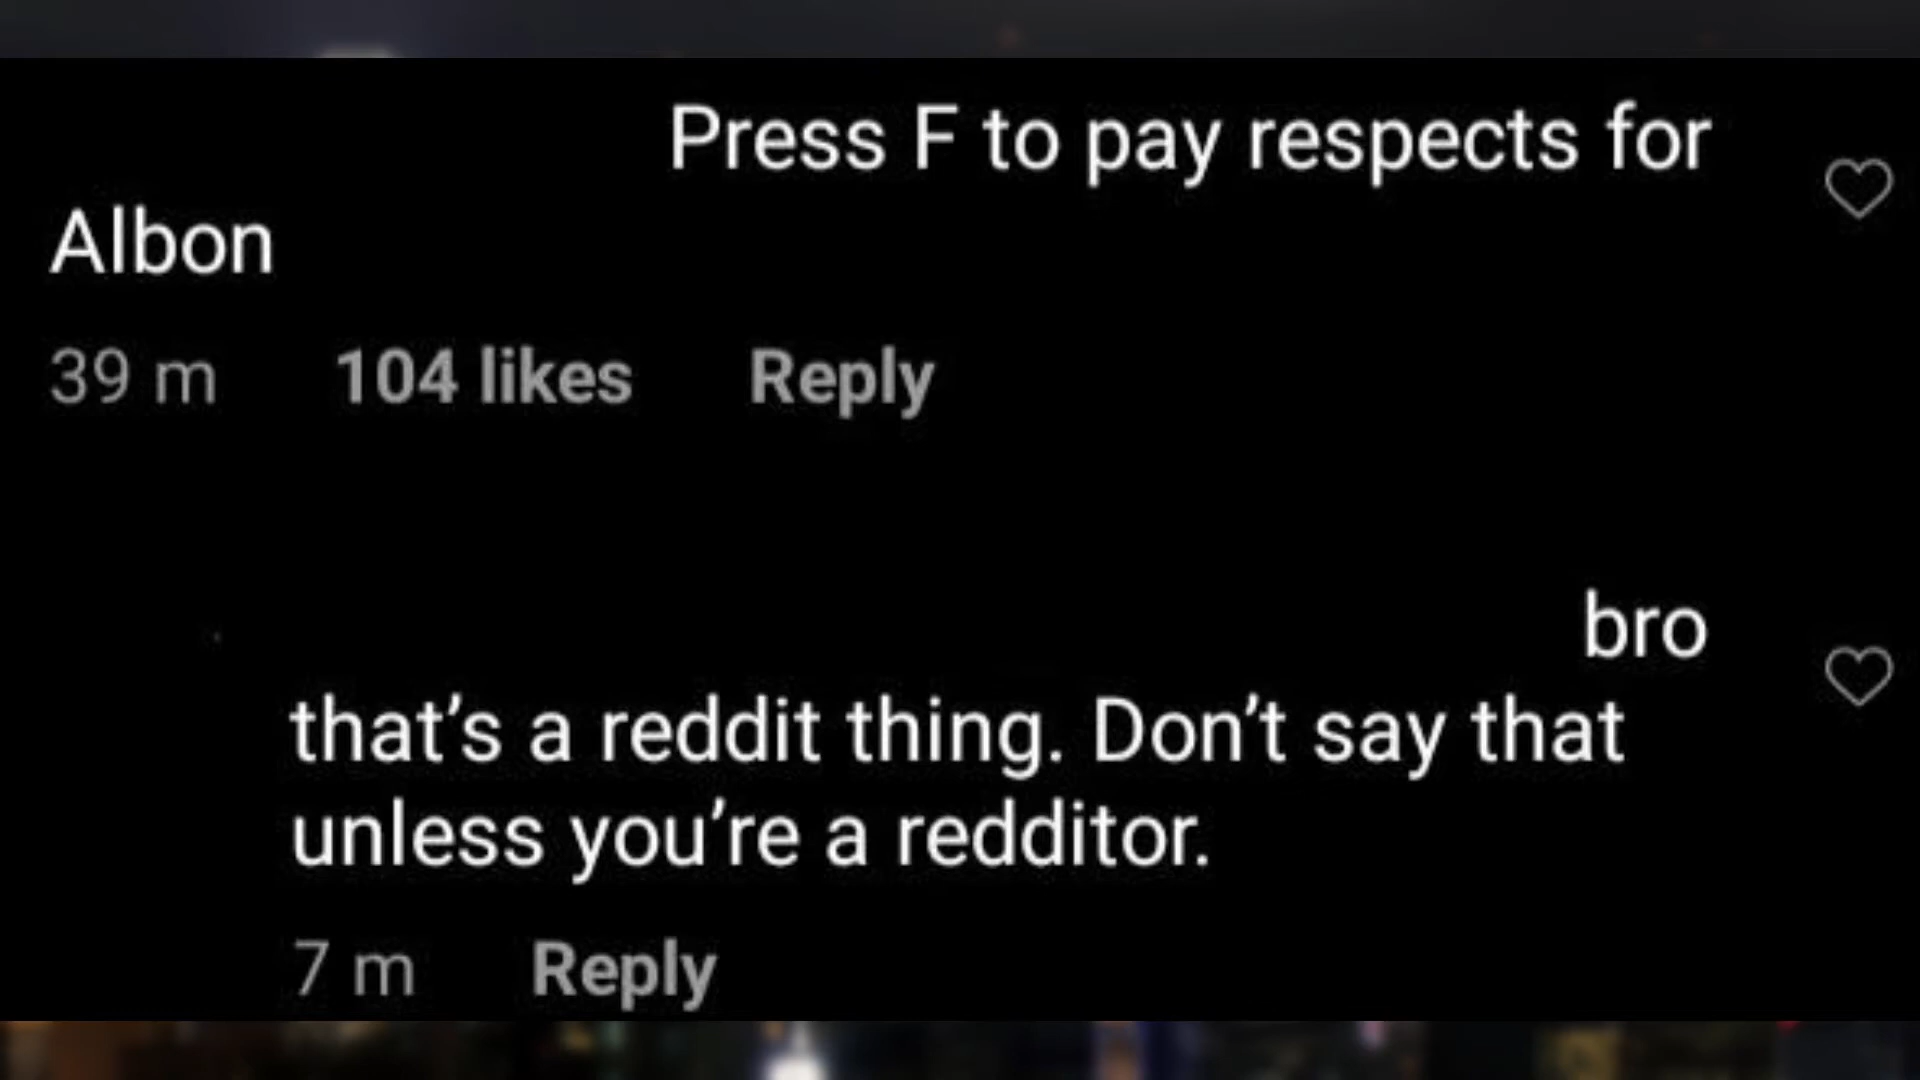 Press F to pay respects for
Albon
39 m 104 likes Reply
bro
that’s a reddit thing. Don’t say that
unless you’re a redditor.
7 m Reply